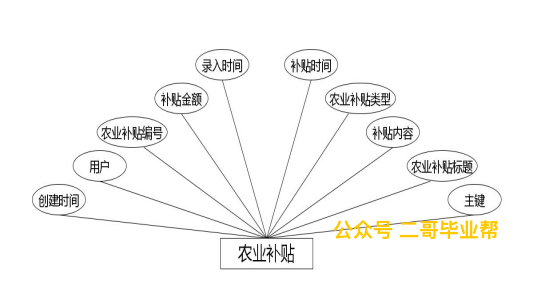 录入时间
补贴时间
补贴金额
农业补贴类型
农业补贴编号
补贴内容
用户
农业补贴标题
创建时间
主键
公众号 二哥毕业帮
农业补贴